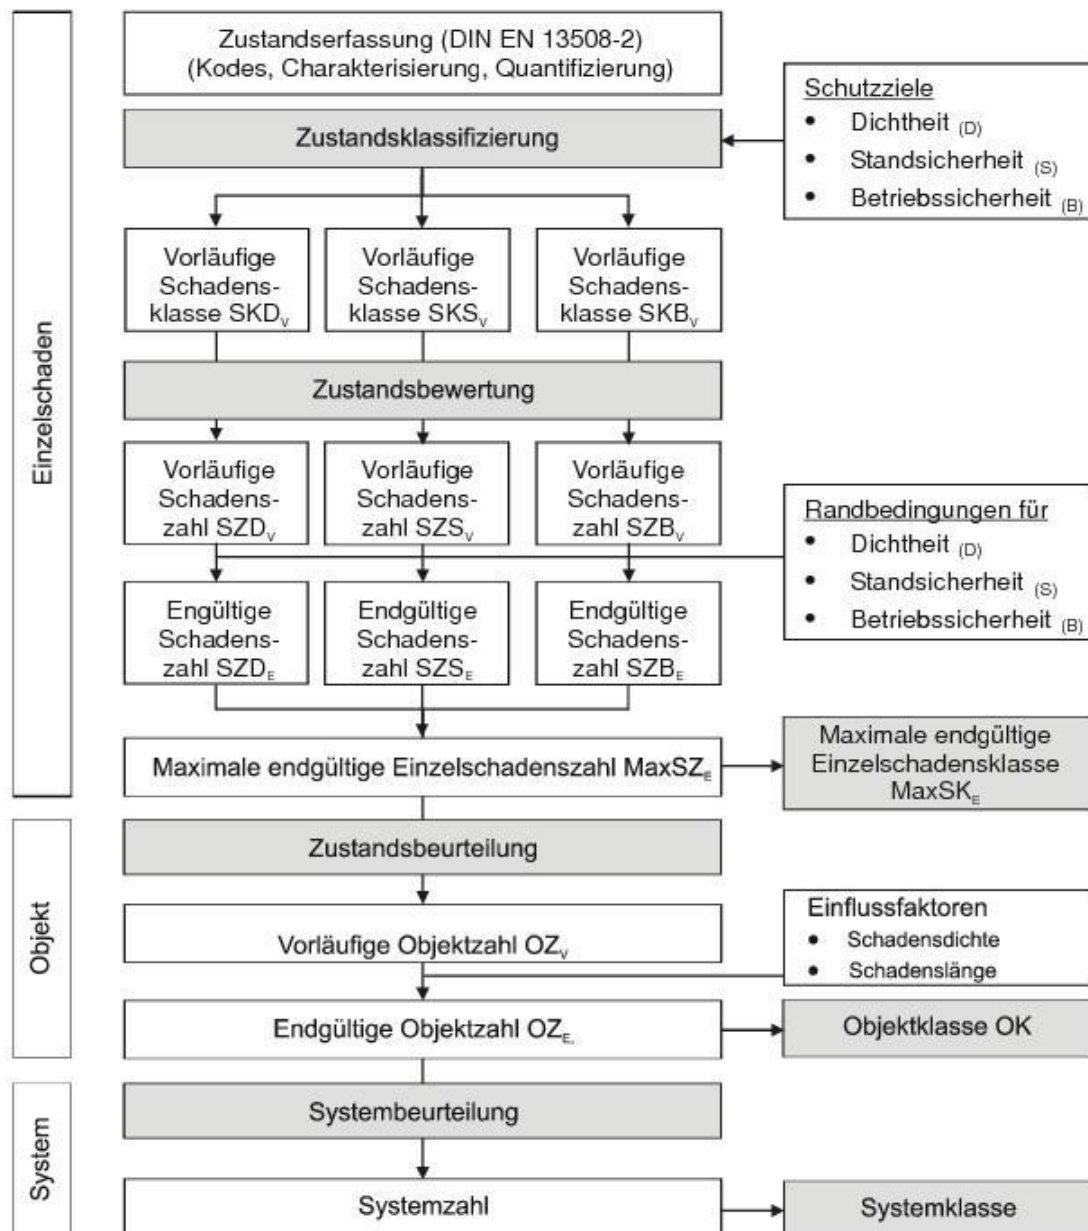 Zustandserfassung (DIN EN 13508-2)
(Kodes, Charakterisierung, Quantifizierung)
Schutzziele
• Dichtheit (D)
• Standsicherheit (S)
• Betriebssicherheit (B)
Zustandsklassifizierung
Einzelschaden
Vorläufige
Schadens-
klasse SKDV
Vorläufige
Schadens-
klasse SKSV
Vorläufige
Schadens-
klasse SKBV
Zustandsbewertung
Vorläufige
Schadens-
zahl SZDV
Vorläufige
Schadens-
zahl SZSV
Vorläufige
Schadens-
zahl SZBV
Randbedingungen für
• Dichtheit (D)
• Standsicherheit (S)
• Betriebssicherheit (B)
Engültige
Schadens-
zahl SZDE
Endgültige
Schadens-
zahl SZSE
Endgültige
Schadens-
zahl SZBE
Maximale endgültige Einzelschadenszahl MaxSZE
Maximale endgültige
Einzelschadensklasse
MaxSKE
Objekt
Zustandsbeurteilung
Vorläufige Objektzahl OZV
Einflussfaktoren
• Schadensdichte
• Schadenslänge
Endgültige Objektzahl OZE.
Objektklasse OK
System
Systembeurteilung
Systemzahl
Systemklasse